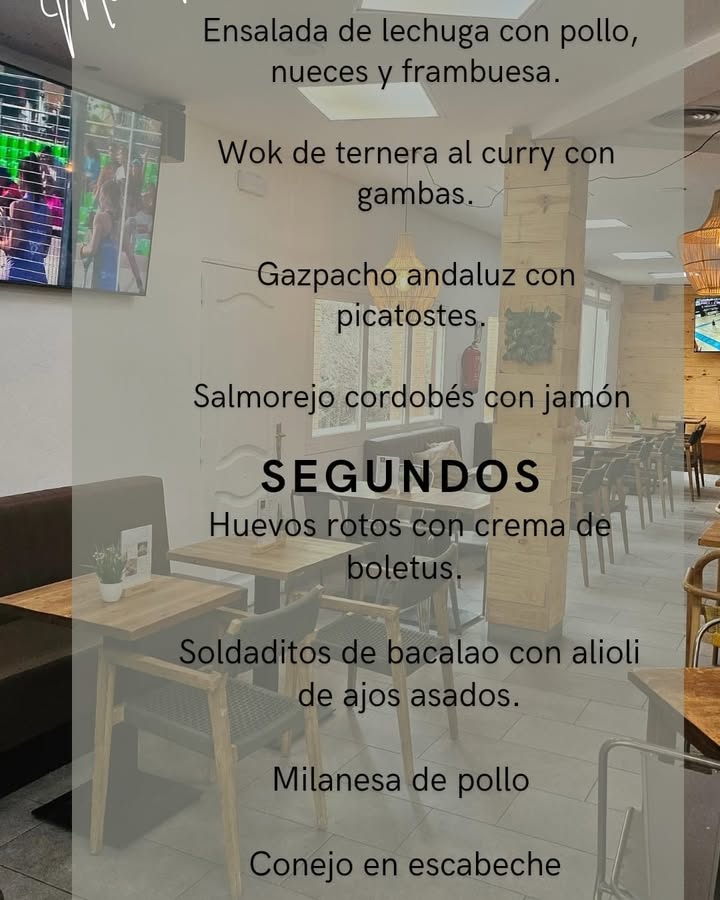 Ensalada de lechuga con pollo,
nueces y frambuesa.
Wok de ternera al curry con
gambas.
Gazpacho andaluz con
picatostes.
Salmorejo cordobés con jamón
SEGUNDOS
Huevos rotos con crema de
boletus.
Soldaditos de bacalao con alioli
de ajos asados.
Milanesa de pollo
Conejo en escabeche